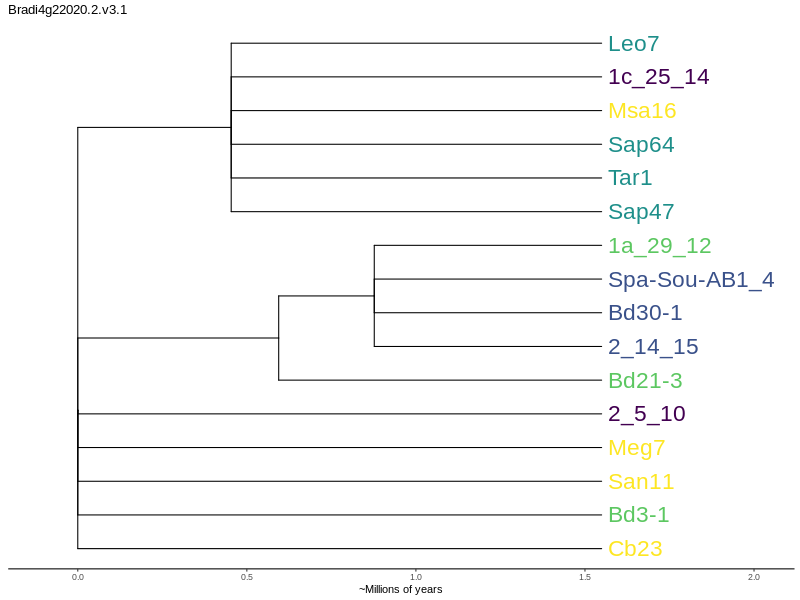 Bradi4g22020.2.v3.1
Leo7
1c_25_14
Msa16
Sap64
Tar1
Sap47
1a_29_12
Spa-Sou-AB1_4
Bd30-1
2_14_15
Bd21-3
2_5_10
Meg7
San11
Bd3-1
Cb23
0.0 0.5 1.0 1.5 2.0
~Millions of years